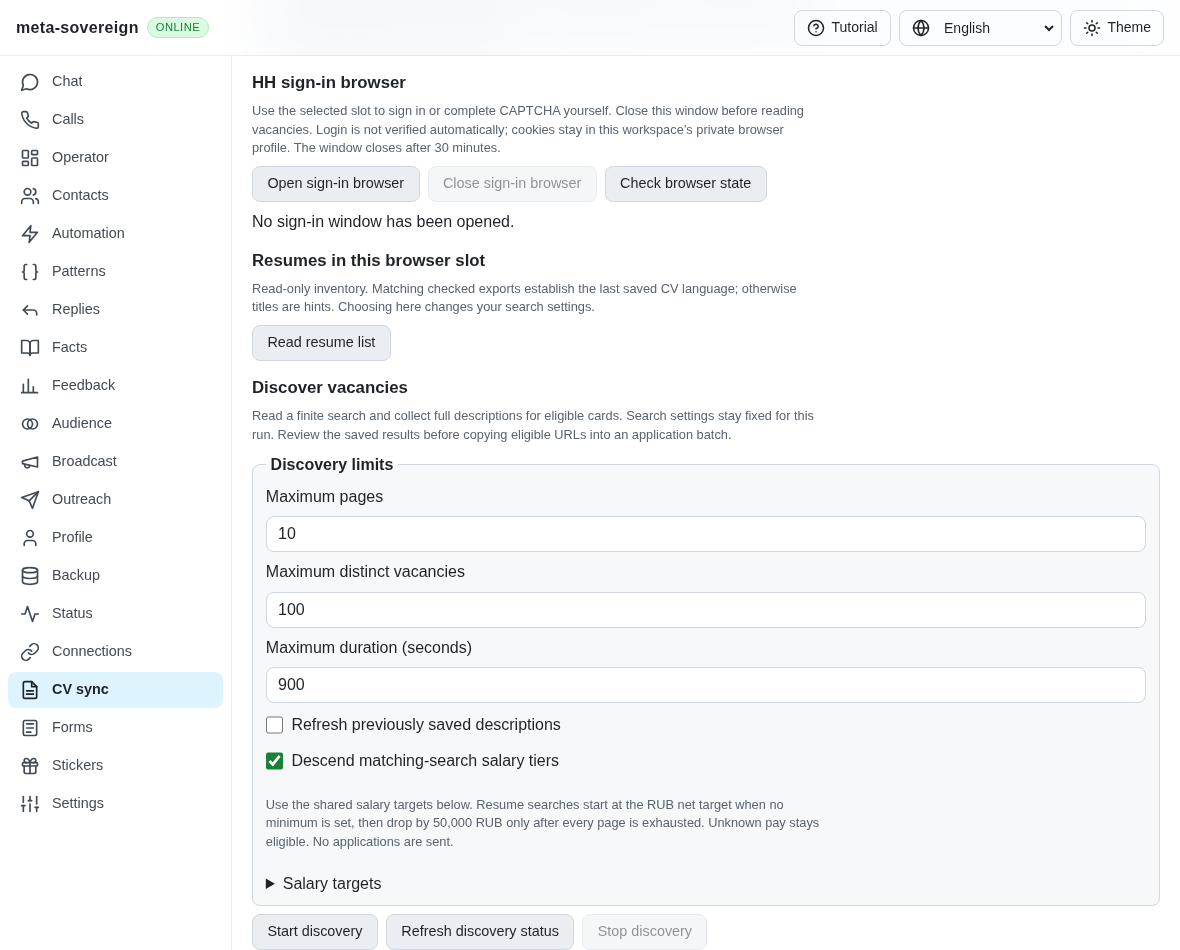 meta-sovereign ONLINE Tutorial English Theme
Chat
Calls
Operator
Contacts
Automation
Patterns
Replies
Facts
Feedback
Audience
Broadcast
Outreach
Profile
Backup
Status
Connections
CV sync
Forms
Stickers
Settings
HH sign-in browser
Use the selected slot to sign in or complete CAPTCHA yourself. Close this window before reading
vacancies. Login is not verified automatically; cookies stay in this workspace's private browser
profile. The window closes after 30 minutes.
Open sign-in browser Close sign-in browser Check browser state
No sign-in window has been opened.
Resumes in this browser slot
Read-only inventory. Matching checked exports establish the last saved CV language; otherwise
titles are hints. Choosing here changes your search settings.
Read resume list
Discover vacancies
Read a finite search and collect full descriptions for eligible cards. Search settings stay fixed for this
run. Review the saved results before copying eligible URLs into an application batch.
Discovery limits
Maximum pages
10
Maximum distinct vacancies
100
Maximum duration (seconds)
900
Refresh previously saved descriptions
Descend matching-search salary tiers
Use the shared salary targets below. Resume searches start at the RUB net target when no
minimum is set, then drop by 50,000 RUB only after every page is exhausted. Unknown pay stays
eligible. No applications are sent.
Salary targets
Start discovery Refresh discovery status Stop discovery